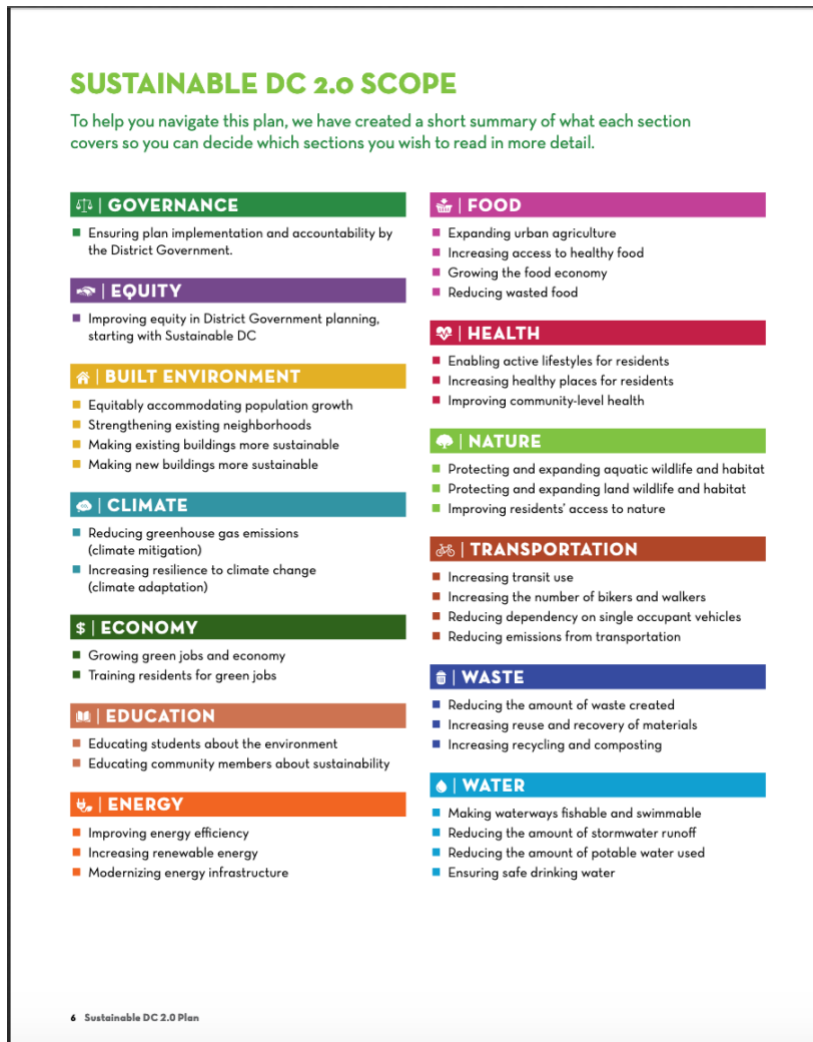 SUSTAINABLE DC 2.0 SCOPE
To help you navigate this plan, we have created a short summary of what each section
covers so you can decide which sections you wish to read in more detail.
| GOVERNANCE
Ensuring plan implementation and accountability by
the District Government.
| EQUITY
Improving equity in District Government planning,
starting with Sustainable DC
| BUILT ENVIRONMENT
Equitably accommodating population growth
Strengthening existing neighborhoods
Making existing buildings more sustainable
Making new buildings more sustainable
| CLIMATE
Reducing greenhouse gas emissions
(climate mitigation)
Increasing resilience to climate change
(climate adaptation)
$ | ECONOMY
Growing green jobs and economy
Training residents for green jobs
| EDUCATION
Educating students about the environment
Educating community members about sustainability
| ENERGY
Improving energy efficiency
Increasing renewable energy
Modernizing energy infrastructure
| FOOD
Expanding urban agriculture
Increasing access to healthy food
Growing the food economy
Reducing wasted food
| HEALTH
Enabling active lifestyles for residents
Increasing healthy places for residents
Improving community-level health
| NATURE
Protecting and expanding aquatic wildlife and habitat
Protecting and expanding land wildlife and habitat
Improving residents' access to nature
| TRANSPORTATION
Increasing transit use
Increasing the number of bikers and walkers
Reducing dependency on single occupant vehicles
Reducing emissions from transportation
| WASTE
Reducing the amount of waste created
Increasing reuse and recovery of materials
Increasing recycling and composting
| WATER
Making waterways fishable and swimmable
Reducing the amount of stormwater runoff
Reducing the amount of potable water used
Ensuring safe drinking water
6 Sustainable DC 2.0 Plan